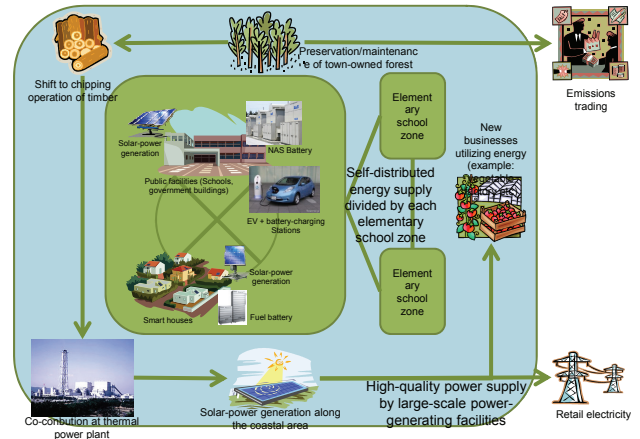 Preservation/maintenanc
e of town-owned forest
Shift to chipping
operation of timber
Emissions
trading
Solar-power
generation
NAS Battery
Public facilities (Schools,
government buildings)
EV + battery-charging
Stations
Solar-power
generation
Smart houses
Fuel battery
Element
ary
school
zone
Self-distributed
energy supply
divided by each
elementary
school zone
Element
ary
school
zone
New
businesses
utilizing energy
(example:
Vegetable
Co-conbution at thermal
power plant
Solar-power generation along
the coastal area
High-quality power supply
by large-scale power-
generating facilities
Retail electricity